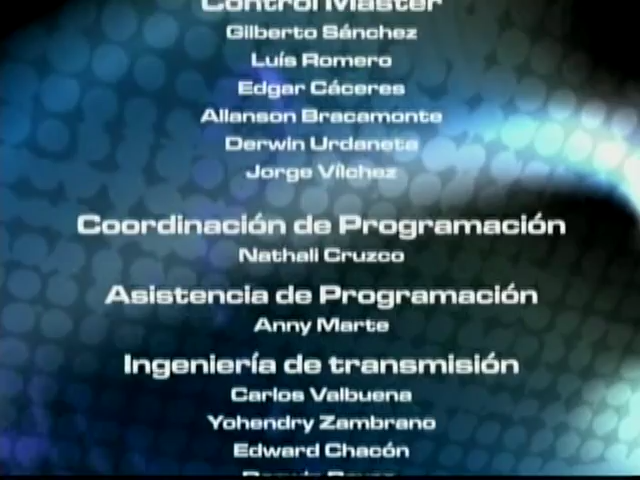 Control Master
Gilberto Sánchez
Luís Romero
Edgar Cáceres
Allanson Bracamonte
Derwin Urdaneta
Jorge Vílchez
Coordinación de Programación
Nathali Cruzco
Asistencia de Programación
Anny Marte
Ingeniería de transmisión
Carlos Valbuena
Yohendry Zambrano
Edward Chacón